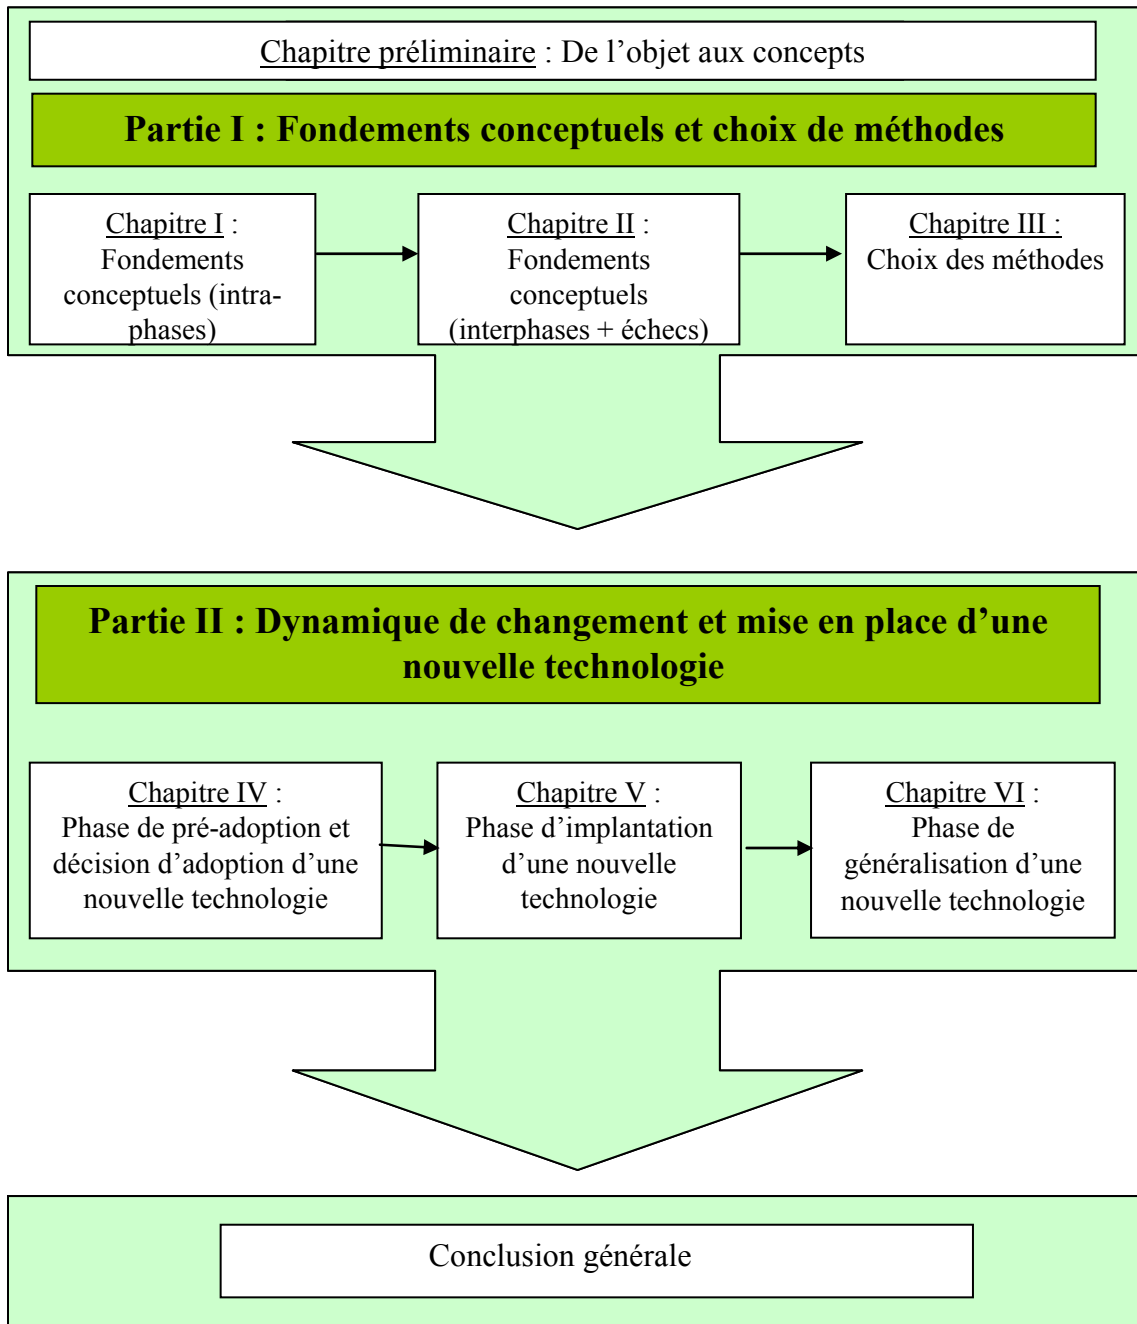 Chapitre préliminaire : De l’objet aux concepts
Partie I : Fondements conceptuels et choix de méthodes
Chapitre I :
Fondements
conceptuels (intra-
phases)
Chapitre II :
Fondements
conceptuels
(interphases + échecs)
Chapitre III :
Choix des méthodes
Partie II : Dynamique de changement et mise en place d’une
nouvelle technologie
Chapitre IV :
Phase de pré-adoption et
décision d’adoption d’une
nouvelle technologie
Chapitre V :
Phase d’implantation
d’une nouvelle
technologie
Chapitre VI :
Phase de
généralisation d’une
nouvelle technologie
Conclusion générale